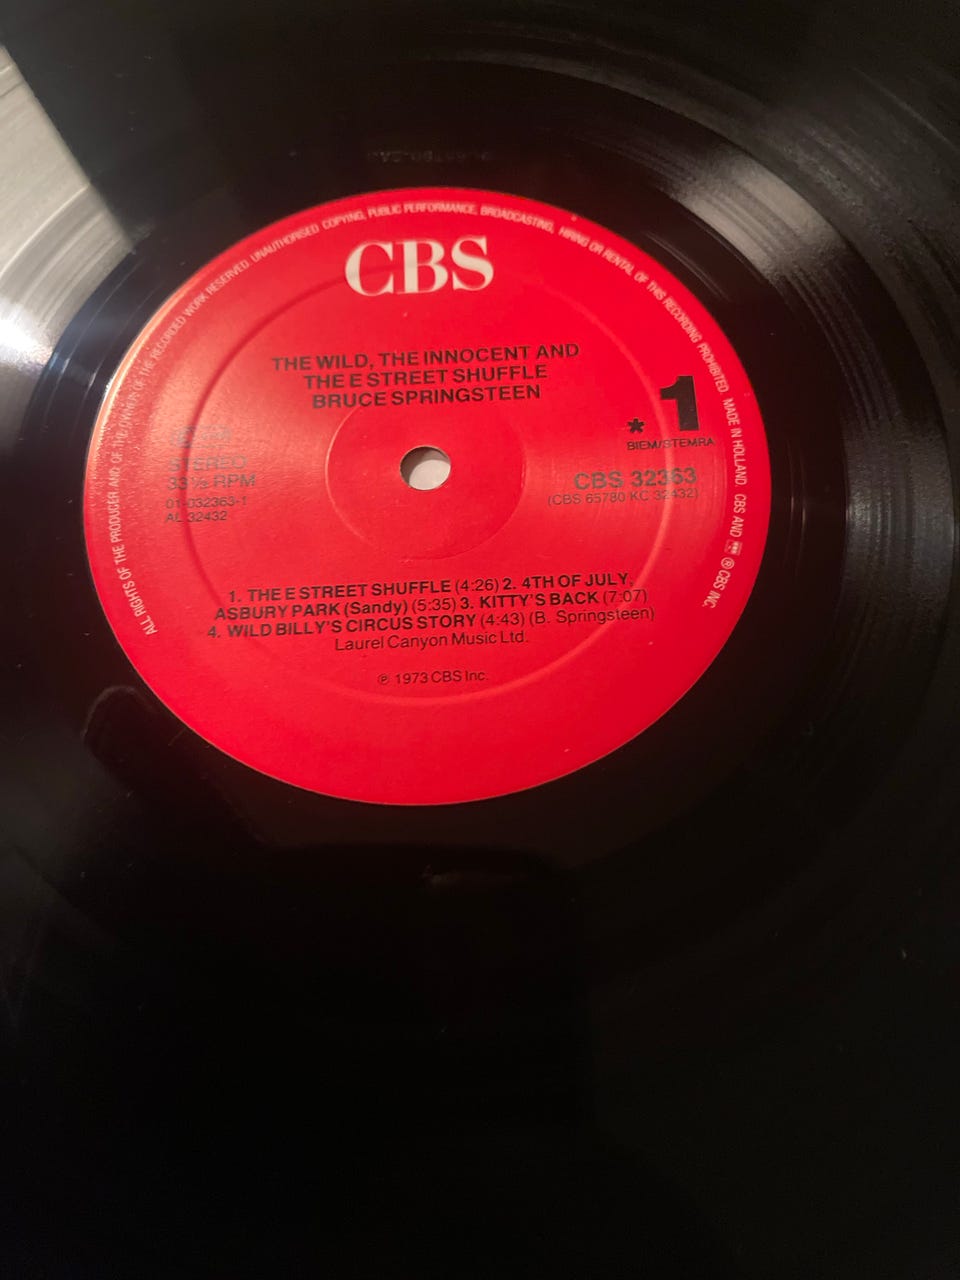 ALL RIGHTS OF THE PRODUCER AND OF THE OWNER OF THE RECORDED WORK RESERVED. UNAUTHORISED COPYING, PUBLIC PERFORMANCE, BROADCASTING, HIRING OR RENTAL OF THIS RECORDING PROHIBITED. MADE IN HOLLAND. CBS AND ℗ CBS INC.
CBS
THE WILD, THE INNOCENT AND
THE E STREET SHUFFLE
BRUCE SPRINGSTEEN
* 1
BIEM/STEMRA
STEREO
33⅓ RPM
01-032363-1
AL 32432
CBS 32363
(CBS 65780 KC 32432)
1. THE E STREET SHUFFLE (4:26) 2. 4TH OF JULY,
ASBURY PARK (Sandy) (5:35) 3. KITTY'S BACK (7:07)
4. WILD BILLY'S CIRCUS STORY (4:43) (B. Springsteen)
Laurel Canyon Music Ltd.
℗ 1973 CBS Inc.